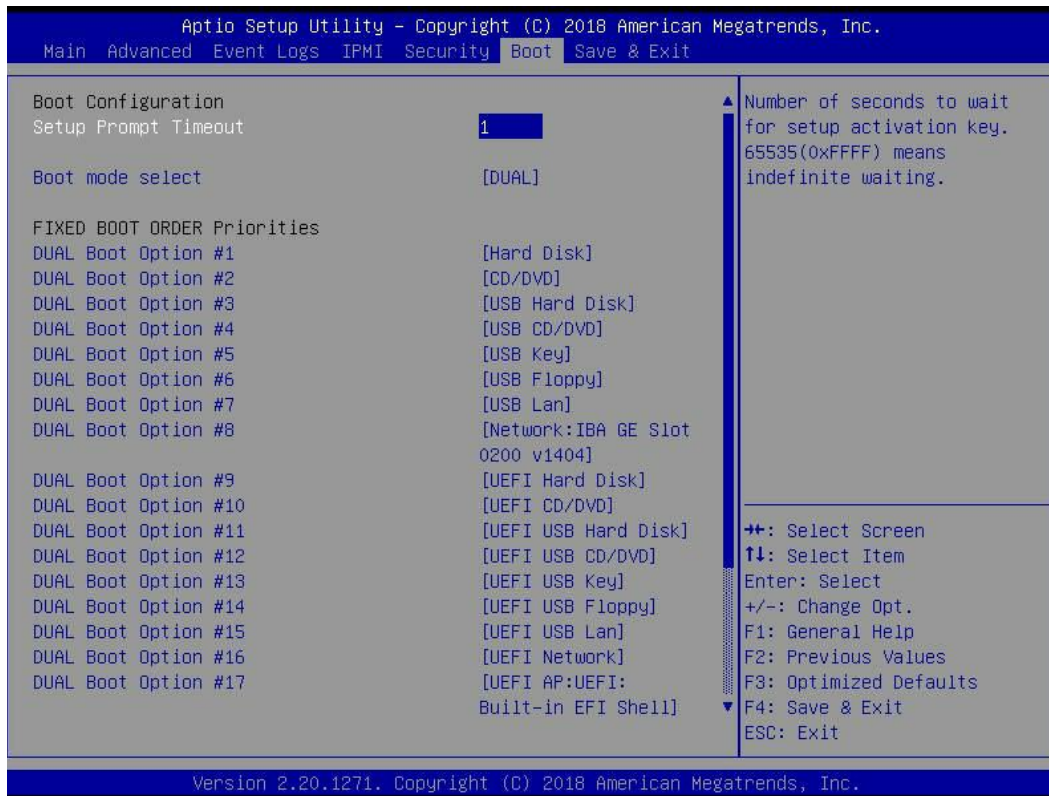 Aptio Setup Utility – Copyright (C) 2018 American Megatrends, Inc.
Main Advanced Event Logs IPMI Security Boot Save & Exit
Boot Configuration
Setup Prompt Timeout 1
Boot mode select [DUAL]
FIXED BOOT ORDER Priorities
DUAL Boot Option #1 [Hard Disk]
DUAL Boot Option #2 [CD/DVD]
DUAL Boot Option #3 [USB Hard Disk]
DUAL Boot Option #4 [USB CD/DVD]
DUAL Boot Option #5 [USB Key]
DUAL Boot Option #6 [USB Floppy]
DUAL Boot Option #7 [USB Lan]
DUAL Boot Option #8 [Network:IBA GE Slot
0200 v1404]
DUAL Boot Option #9 [UEFI Hard Disk]
DUAL Boot Option #10 [UEFI CD/DVD]
DUAL Boot Option #11 [UEFI USB Hard Disk]
DUAL Boot Option #12 [UEFI USB CD/DVD]
DUAL Boot Option #13 [UEFI USB Key]
DUAL Boot Option #14 [UEFI USB Floppy]
DUAL Boot Option #15 [UEFI USB Lan]
DUAL Boot Option #16 [UEFI Network]
DUAL Boot Option #17 [UEFI AP:UEFI:
Built-in EFI Shell]
Number of seconds to wait
for setup activation key.
65535(0xFFFF) means
indefinite waiting.
→←: Select Screen
↑↓: Select Item
Enter: Select
+/-: Change Opt.
F1: General Help
F2: Previous Values
F3: Optimized Defaults
F4: Save & Exit
ESC: Exit
Version 2.20.1271. Copyright (C) 2018 American Megatrends, Inc.